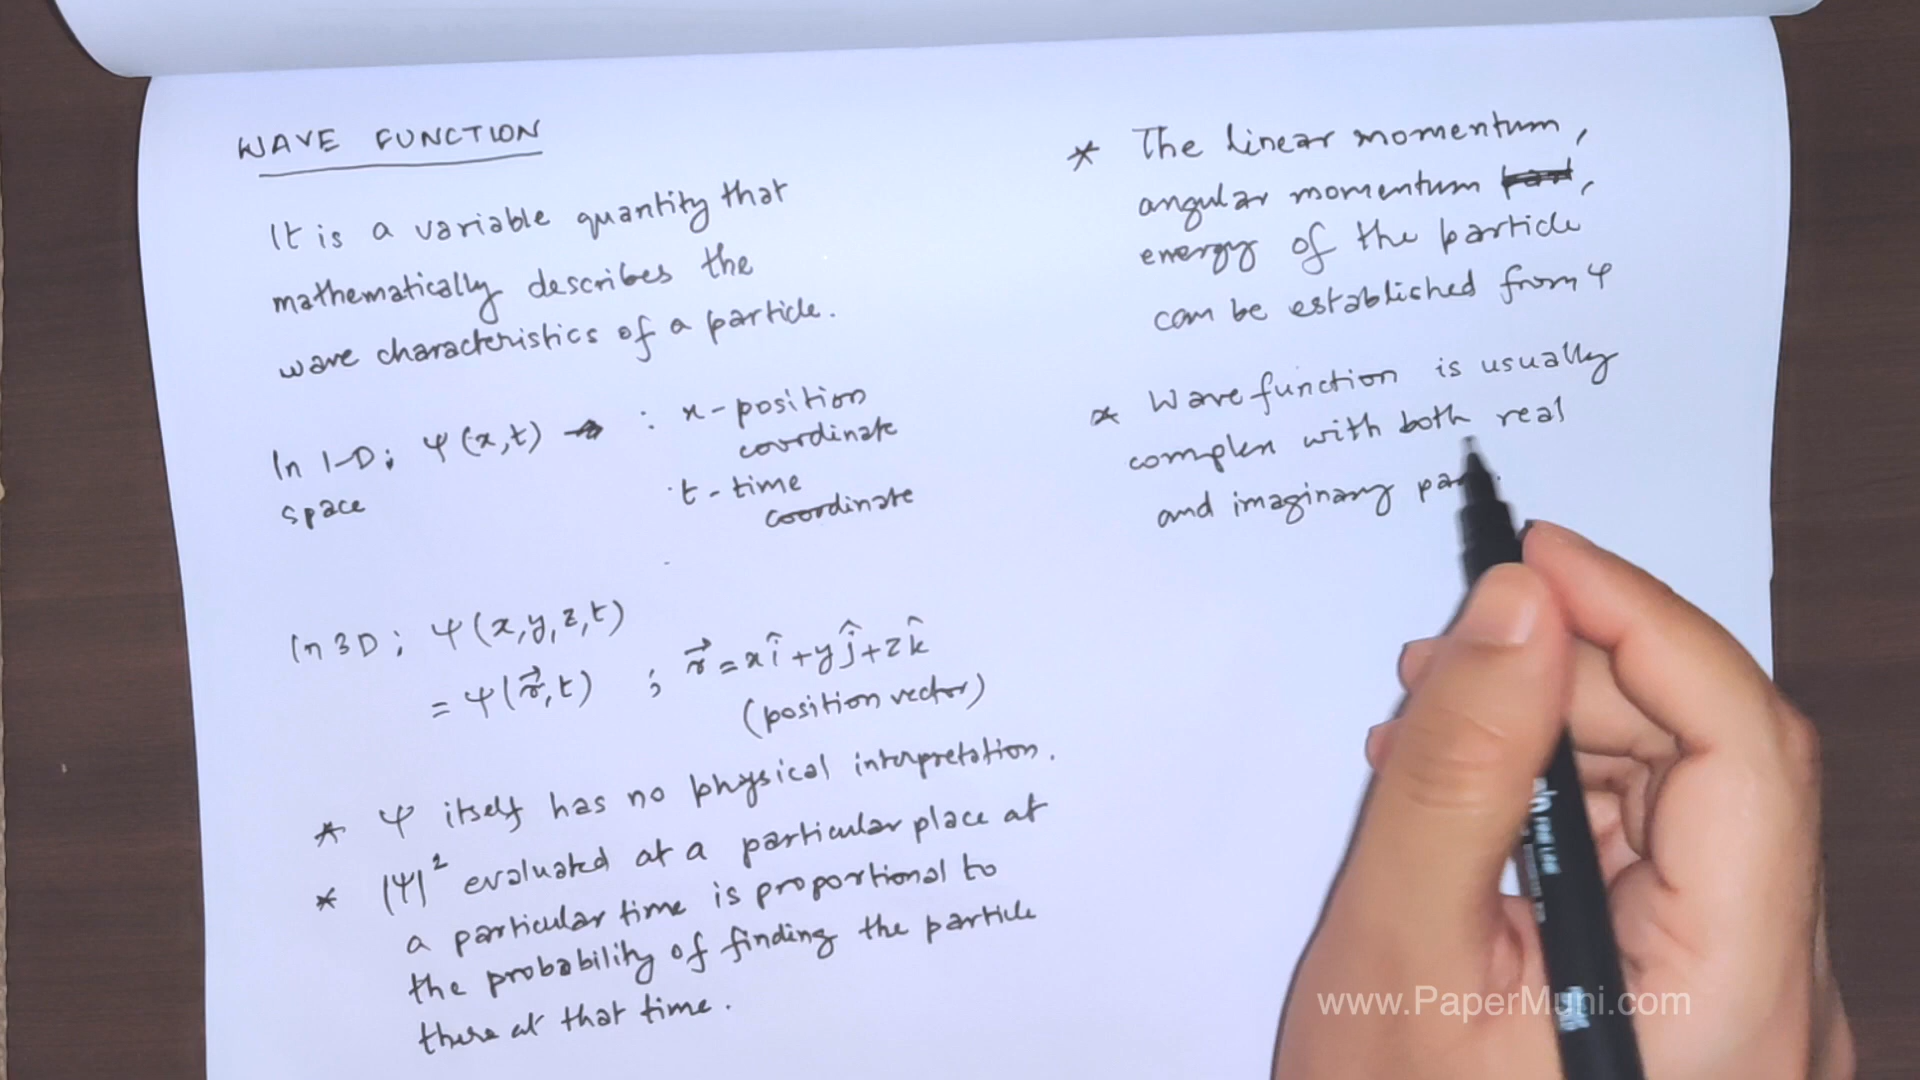 WAVE FUNCTION
It is a variable quantity that
mathematically describes the
wave characteristics of a particle.
In 1-D; ψ(x,t) → : x - position
coordinate
space
t - time
coordinate
In 3D; ψ(x,y,z,t)
= ψ(r⃗,t) ; r⃗ = xî + yĵ + zk̂
(position vector)
* ψ itself has no physical interpretation.
* |ψ|² evaluated at a particular place at
a particular time is proportional to
the probability of finding the particle
there at that time.
* The linear momentum,
angular momentum ,
energy of the particle
can be established from ψ
* Wave function is usually
complex with both real
and imaginary
www.PaperMuni.com